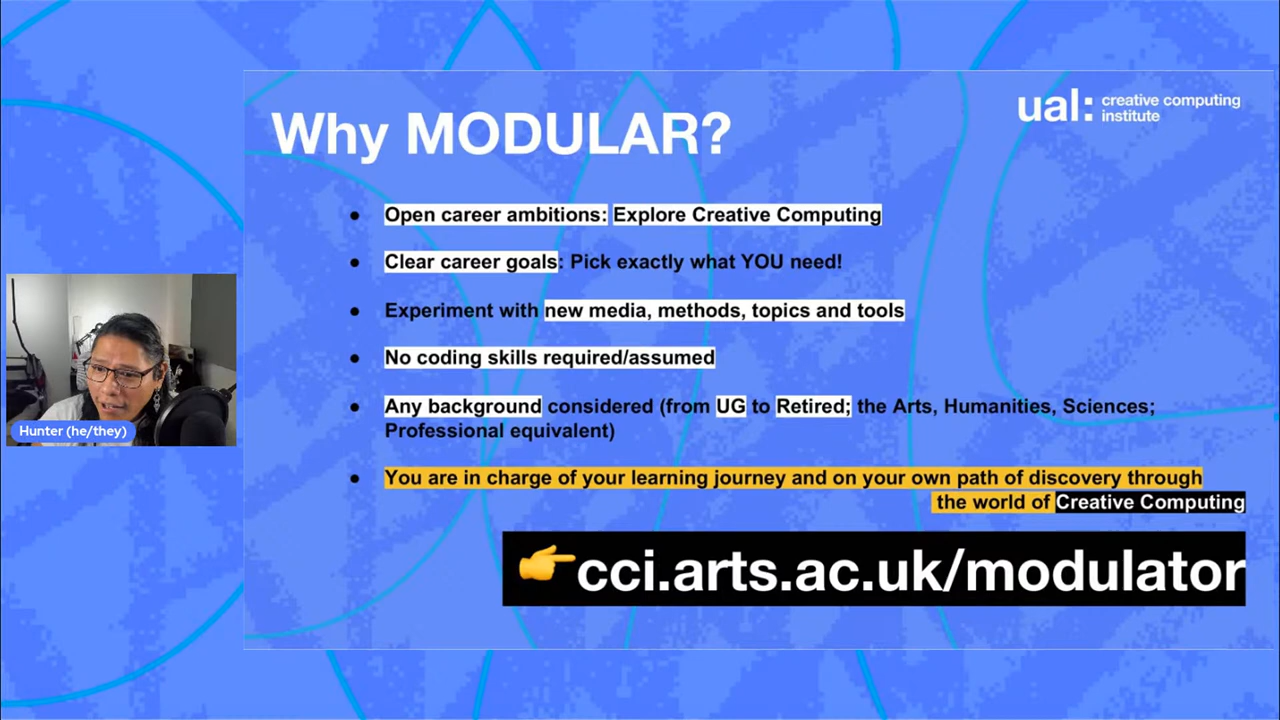 Why MODULAR?
ual: creative computing
institute
● Open career ambitions: Explore Creative Computing
● Clear career goals: Pick exactly what YOU need!
● Experiment with new media, methods, topics and tools
● No coding skills required/assumed
● Any background considered (from UG to Retired; the Arts, Humanities, Sciences;
Professional equivalent)
● You are in charge of your learning journey and on your own path of discovery through
the world of Creative Computing
👉cci.arts.ac.uk/modulator
Hunter (he/they)